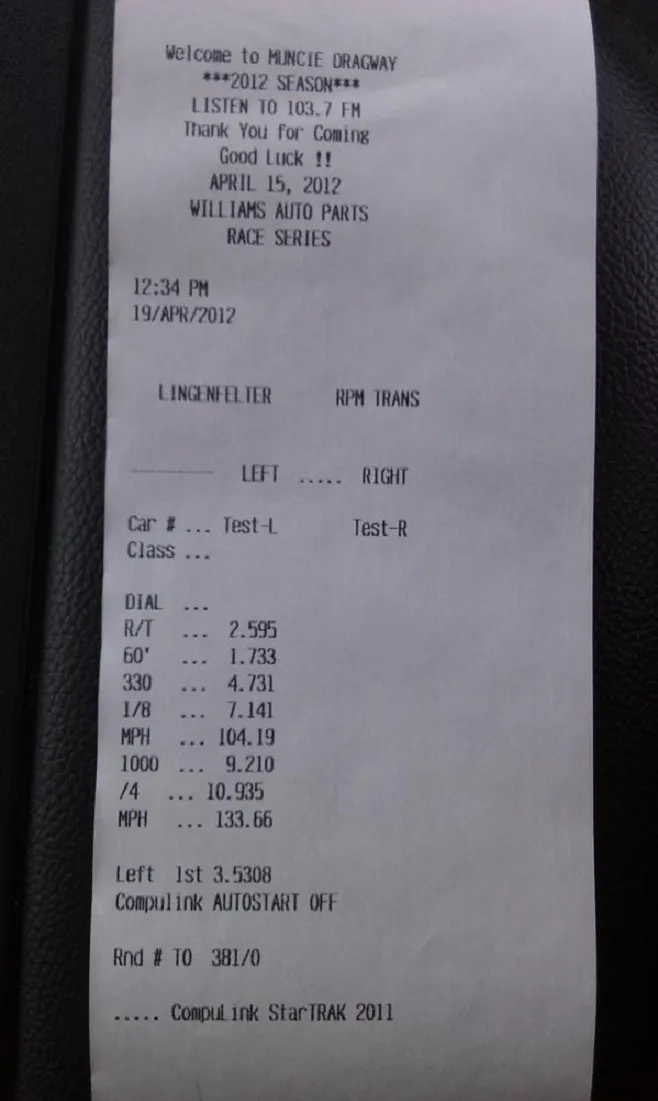 Welcome to MUNCIE DRAGWAY
***2012 SEASON***
LISTEN TO 103.7 FM
Thank You for Coming
Good Luck !!
APRIL 15, 2012
WILLIAMS AUTO PARTS
RACE SERIES
12:34 PM
19/APR/2012
LINGENFELTER RPM TRANS
LEFT ..... RIGHT
Car # ... Test-L Test-R
Class ...
DIAL ...
R/T ... 2.595
60' ... 1.733
330 ... 4.731
1/8 ... 7.141
MPH ... 104.19
1000 ... 9.210
/4 ... 10.935
MPH ... 133.66
Left 1st 3.5308
Compulink AUTOSTART OFF
Rnd # TO 381/0
..... CompuLink StarTRAK 2011